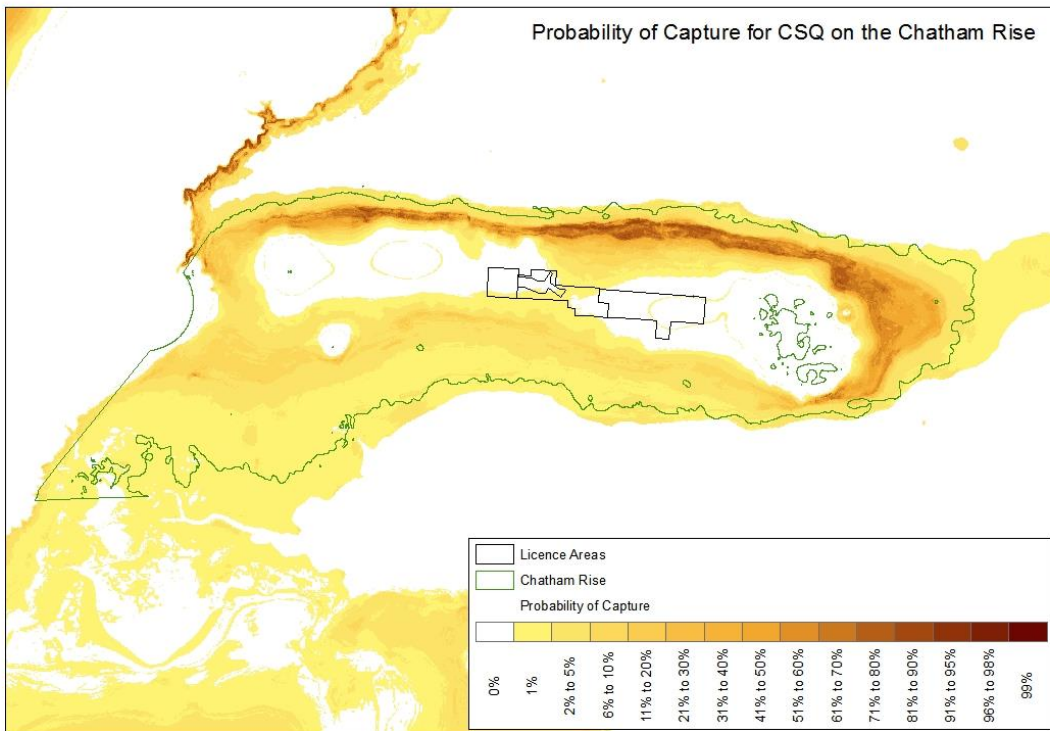 Probability of Capture for CSQ on the Chatham Rise
Licence Areas
Chatham Rise
Probability of Capture
0%
1%
2% to 5%
6% to 10%
11% to 20%
21% to 30%
31% to 40%
41% to 50%
51% to 60%
61% to 70%
71% to 80%
81% to 90%
91% to 95%
96% to 98%
99%